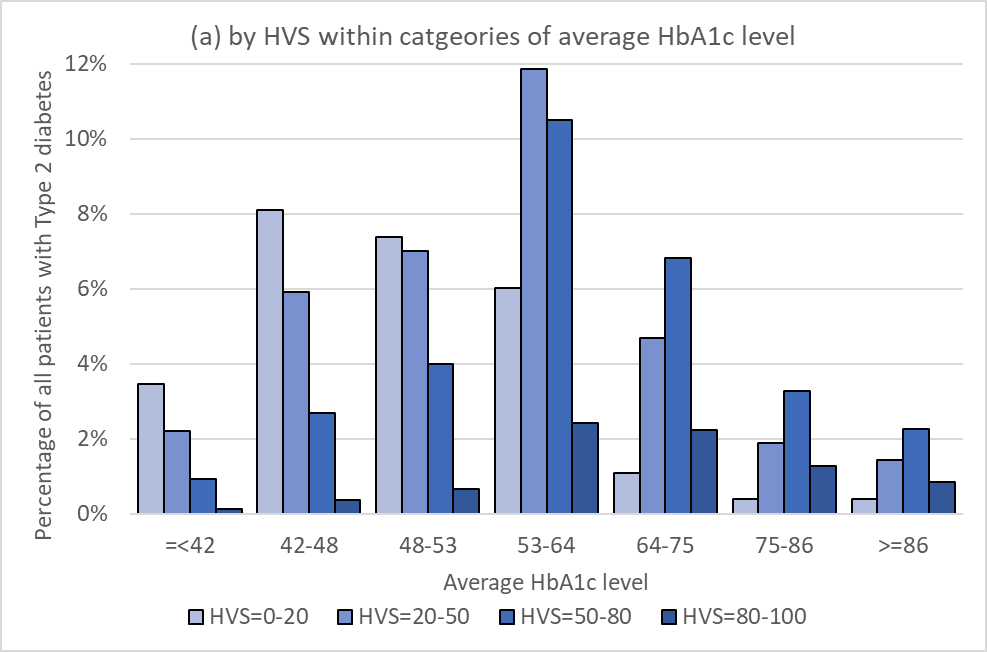 (a) by HVS within catgeories of average HbA1c level
Percentage of all patients with Type 2 diabetes
12%
10%
8%
6%
4%
2%
0%
=<42 42-48 48-53 53-64 64-75 75-86 >=86
Average HbA1c level
HVS=0-20 HVS=20-50 HVS=50-80 HVS=80-100